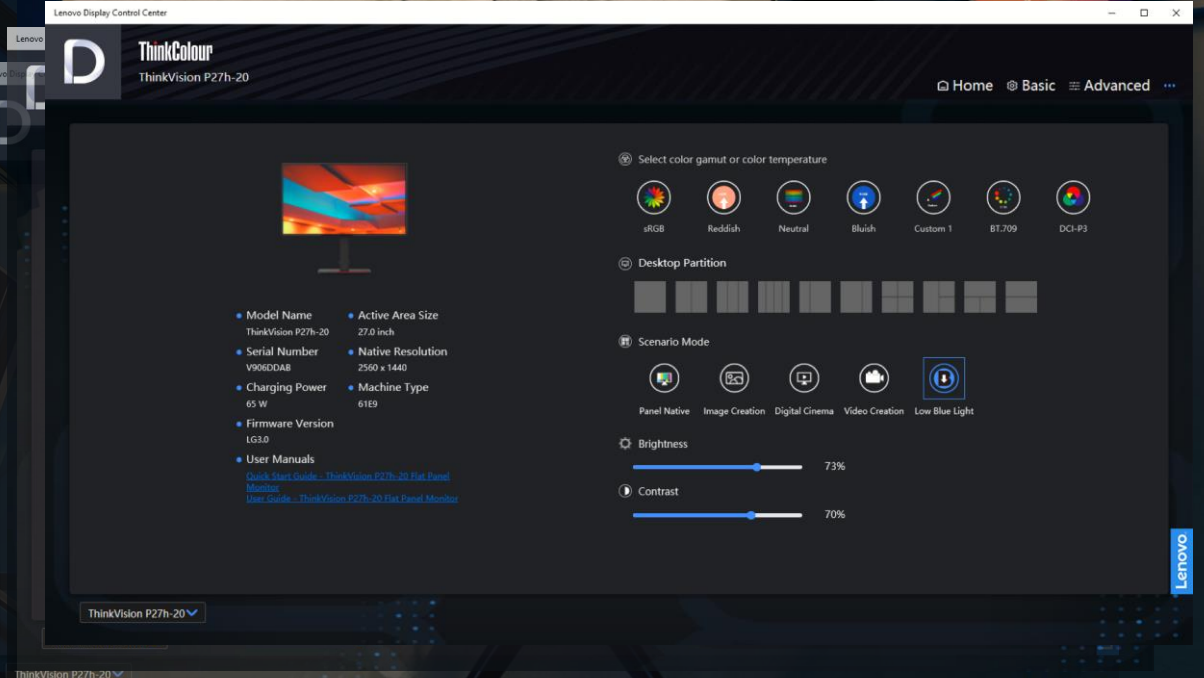 Lenovo Display Control Center
Lenovo
ThinkColour
ThinkVision P27h-20
Home Basic Advanced
Select color gamut or color temperature
sRGB Reddish Neutral Bluish Custom 1 BT.709 DCI-P3
Desktop Partition
Model Name Active Area Size
ThinkVision P27h-20 27.0 inch
Serial Number Native Resolution
V906DDAB 2560 x 1440
Charging Power Machine Type
65 W 61E9
Firmware Version
LG3.0
User Manuals
Quick Start Guide - ThinkVision P27h-20 Flat Panel
Monitor
User Guide - ThinkVision P27h-20 Flat Panel Monitor
Scenario Mode
Panel Native Image Creation Digital Cinema Video Creation Low Blue Light
Brightness
73%
Contrast
70%
Lenovo
ThinkVision P27h-20
ThinkVision P27h-20